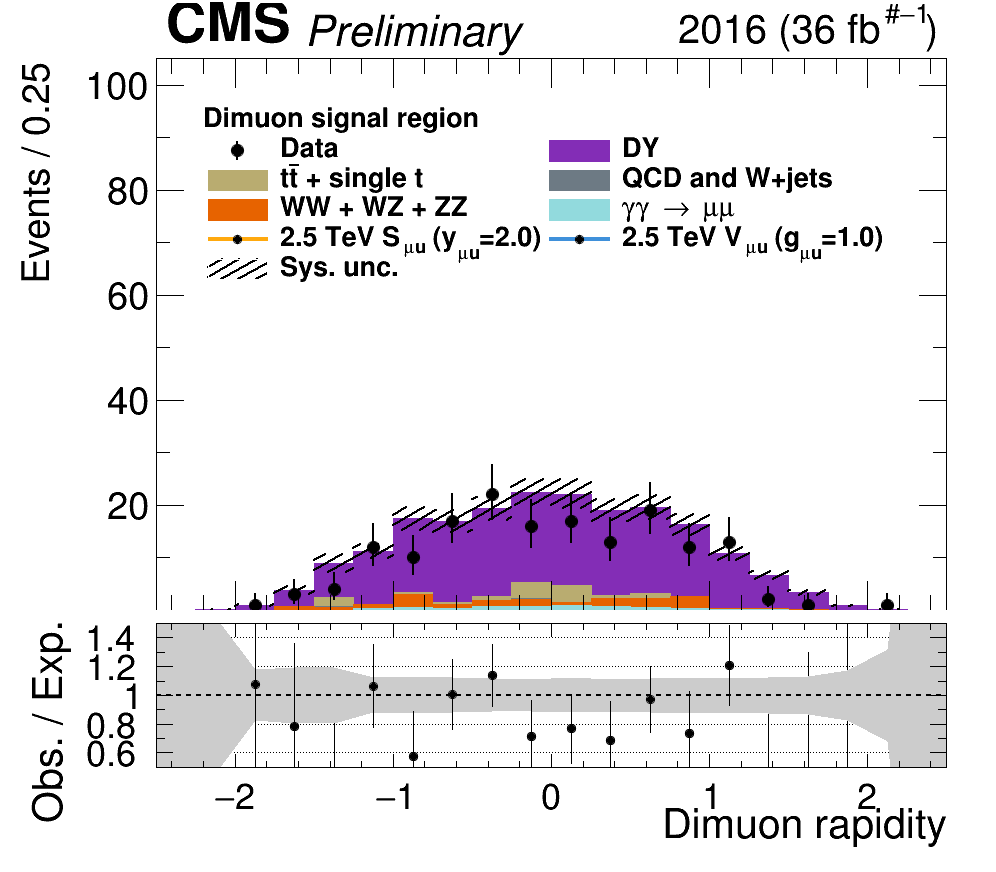 CMS Preliminary 2016 (36 fb#−1)
Events / 0.25
100
80
60
40
20
Dimuon signal region
Data DY
tt̄ + single t QCD and W+jets
WW + WZ + ZZ γγ → μμ
2.5 TeV Sμu (yμu=2.0) 2.5 TeV Vμu (gμu=1.0)
Sys. unc.
Obs. / Exp.
1.4
1.2
1
0.8
0.6
−2 −1 0 1 2
Dimuon rapidity